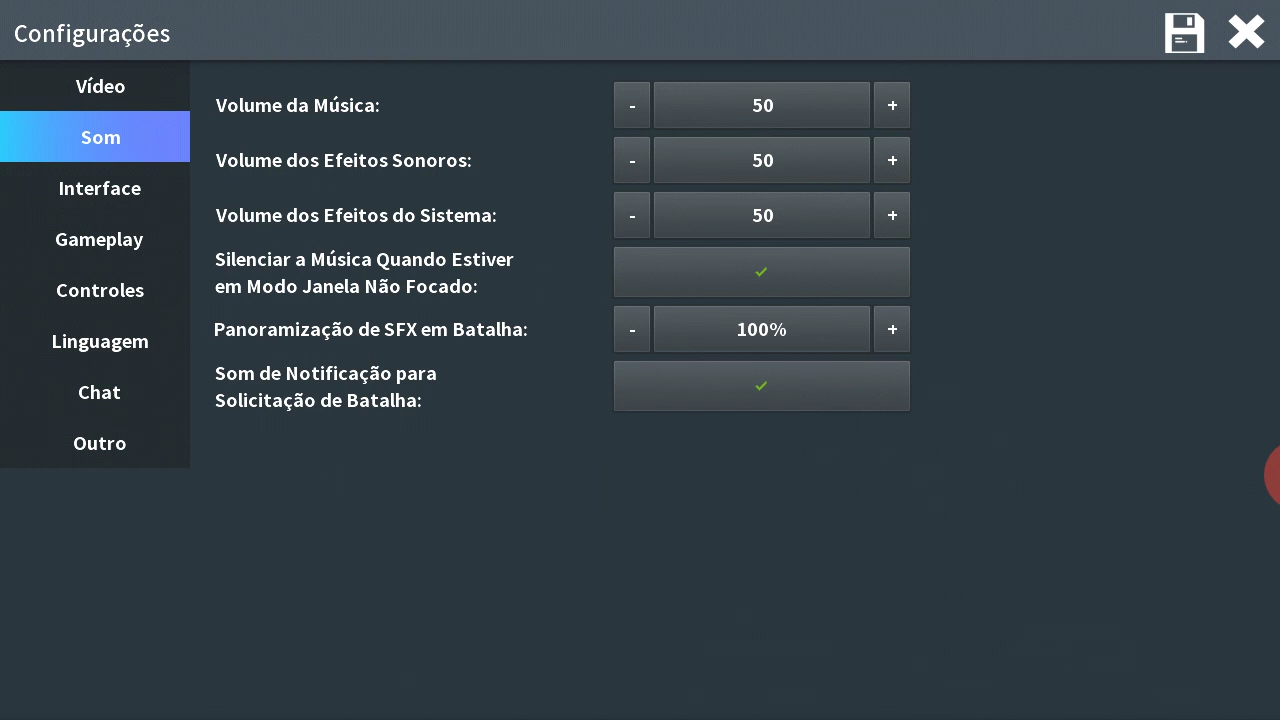 Configurações
Vídeo
Som
Interface
Gameplay
Controles
Linguagem
Chat
Outro
Volume da Música:
- 50 +
Volume dos Efeitos Sonoros:
- 50 +
Volume dos Efeitos do Sistema:
- 50 +
Silenciar a Música Quando Estiver
em Modo Janela Não Focado:
Panoramização de SFX em Batalha:
- 100% +
Som de Notificação para
Solicitação de Batalha: